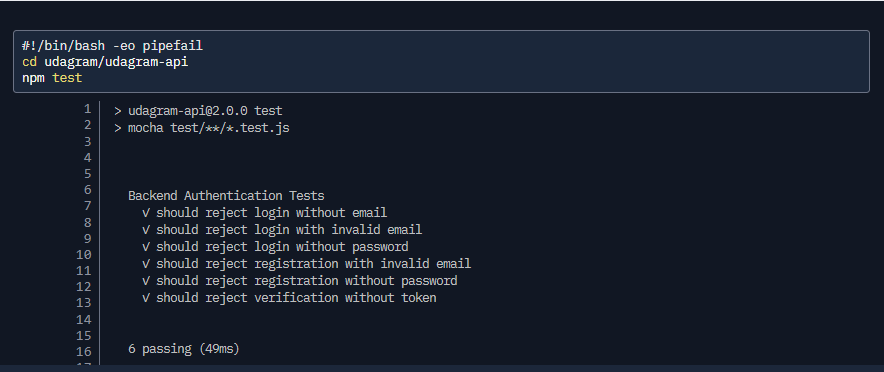 #!/bin/bash -eo pipefail
cd udagram/udagram-api
npm test
1 > udagram-api@2.0.0 test
2 > mocha test/**/*.test.js
3
4
5
6 Backend Authentication Tests
7 √ should reject login without email
8 √ should reject login with invalid email
9 √ should reject login without password
10 √ should reject registration with invalid email
11 √ should reject registration without password
12 √ should reject verification without token
13
14
15 6 passing (49ms)
16
17